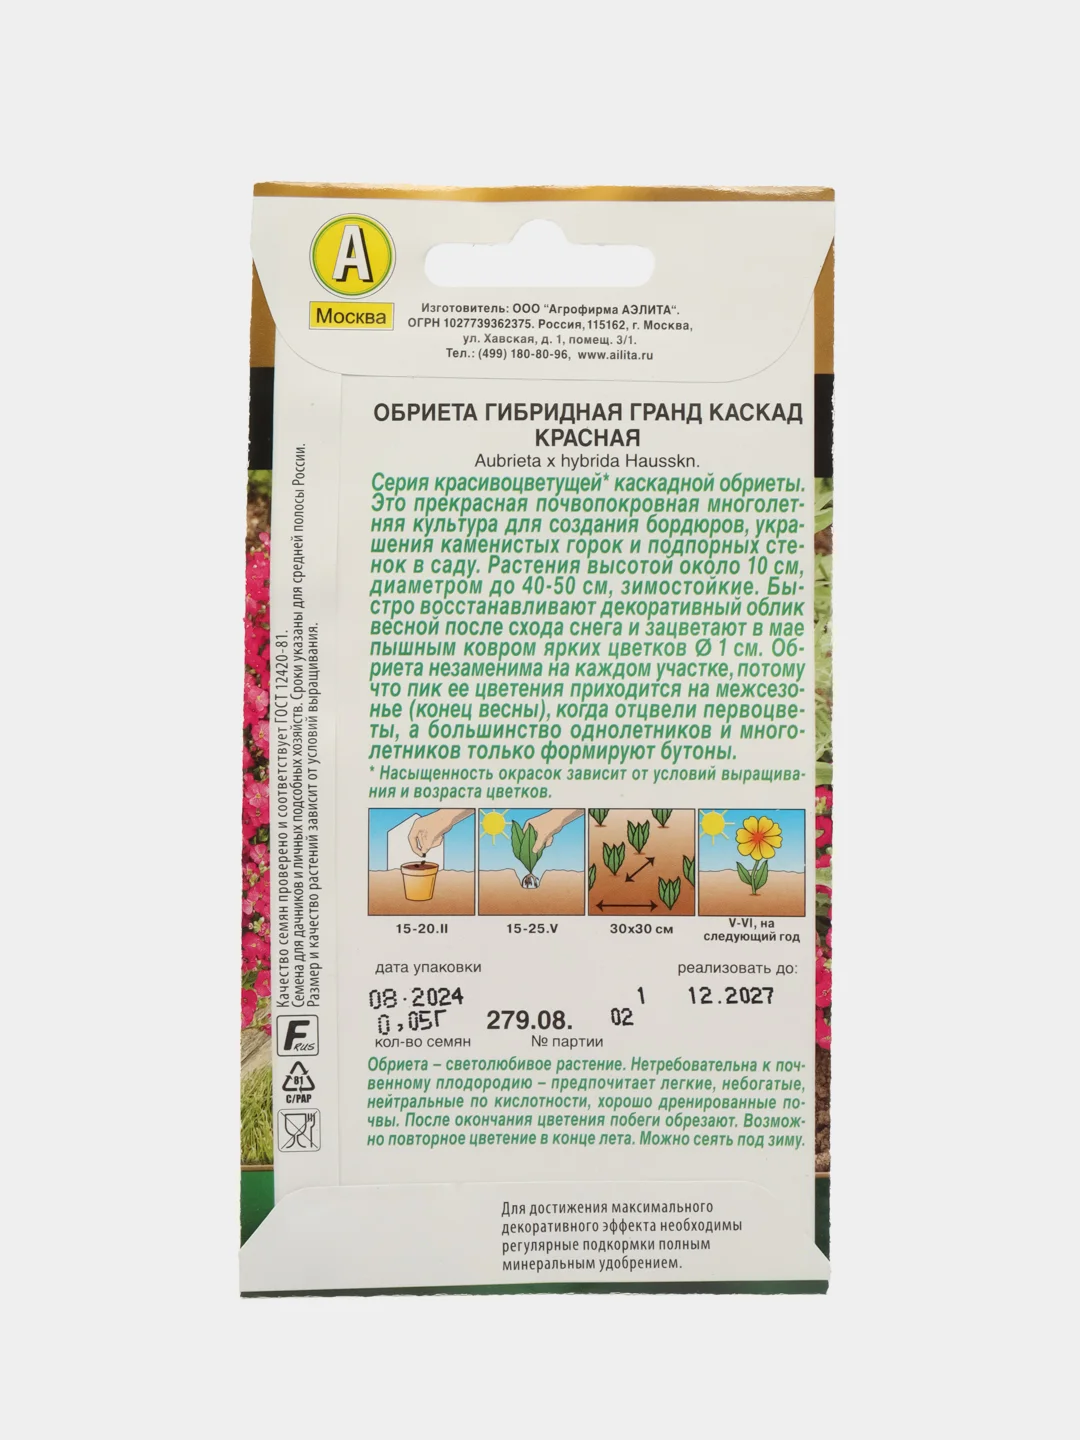 А
Москва
Изготовитель: ООО "Агрофирма АЭЛИТА".
ОГРН 1027739362375. Россия, 115162, г. Москва,
ул. Хавская, д. 1, помещ. 3/1.
Тел.: (499) 180-80-96, www.ailita.ru
ОБРИЕТА ГИБРИДНАЯ ГРАНД КАСКАД
КРАСНАЯ
Aubrieta x hybrida Hausskn.
Серия красивоцветущей* каскадной обриеты.
Это прекрасная почвопокровная многолет-
няя культура для создания бордюров, укра-
шения каменистых горок и подпорных сте-
нок в саду. Растения высотой около 10 см,
диаметром до 40-50 см, зимостойкие. Бы-
стро восстанавливают декоративный облик
весной после схода снега и зацветают в мае
пышным ковром ярких цветков Ø 1 см. Об-
риета незаменима на каждом участке, потому
что пик ее цветения приходится на межсезо-
нье (конец весны), когда отцвели первоцве-
ты, а большинство однолетников и много-
летников только формируют бутоны.
* Насыщенность окрасок зависит от условий выращива-
ния и возраста цветков.
15-20.II
15-25.V
30x30 см
V-VI, на
следующий год
дата упаковки
реализовать до:
08.2024
1
12.2027
0,05Г
279.08.
02
кол-во семян
№ партии
Обриета – светолюбивое растение. Нетребовательна к поч-
венному плодородию – предпочитает легкие, небогатые,
нейтральные по кислотности, хорошо дренированные по-
чвы. После окончания цветения побеги обрезают. Возмож-
но повторное цветение в конце лета. Можно сеять под зиму.
Качество семян проверено и соответствует ГОСТ 12420-81.
Семена для дачников и личных подсобных хозяйств. Сроки указаны для средней полосы России.
Размер и качество растений зависит от условий выращивания.
F RUS
81
C/PAP
Для достижения максимального
декоративного эффекта необходимы
регулярные подкормки полным
минеральным удобрением.